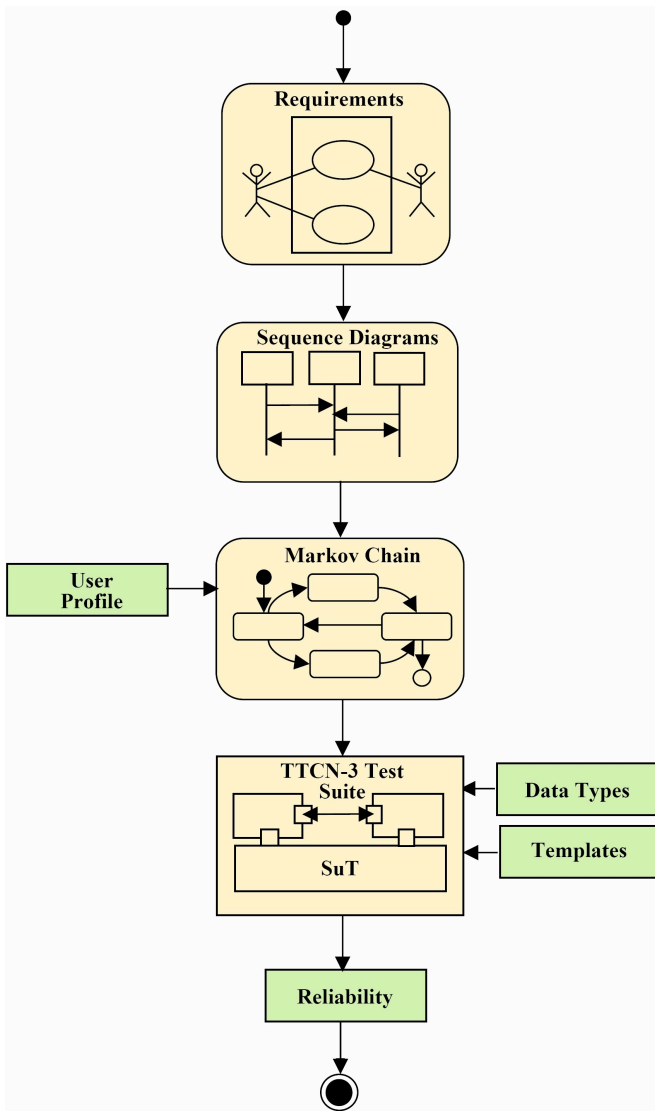 Requirements
Sequence Diagrams
Markov Chain
User
Profile
TTCN-3 Test
Suite
SuT
Data Types
Templates
Reliability